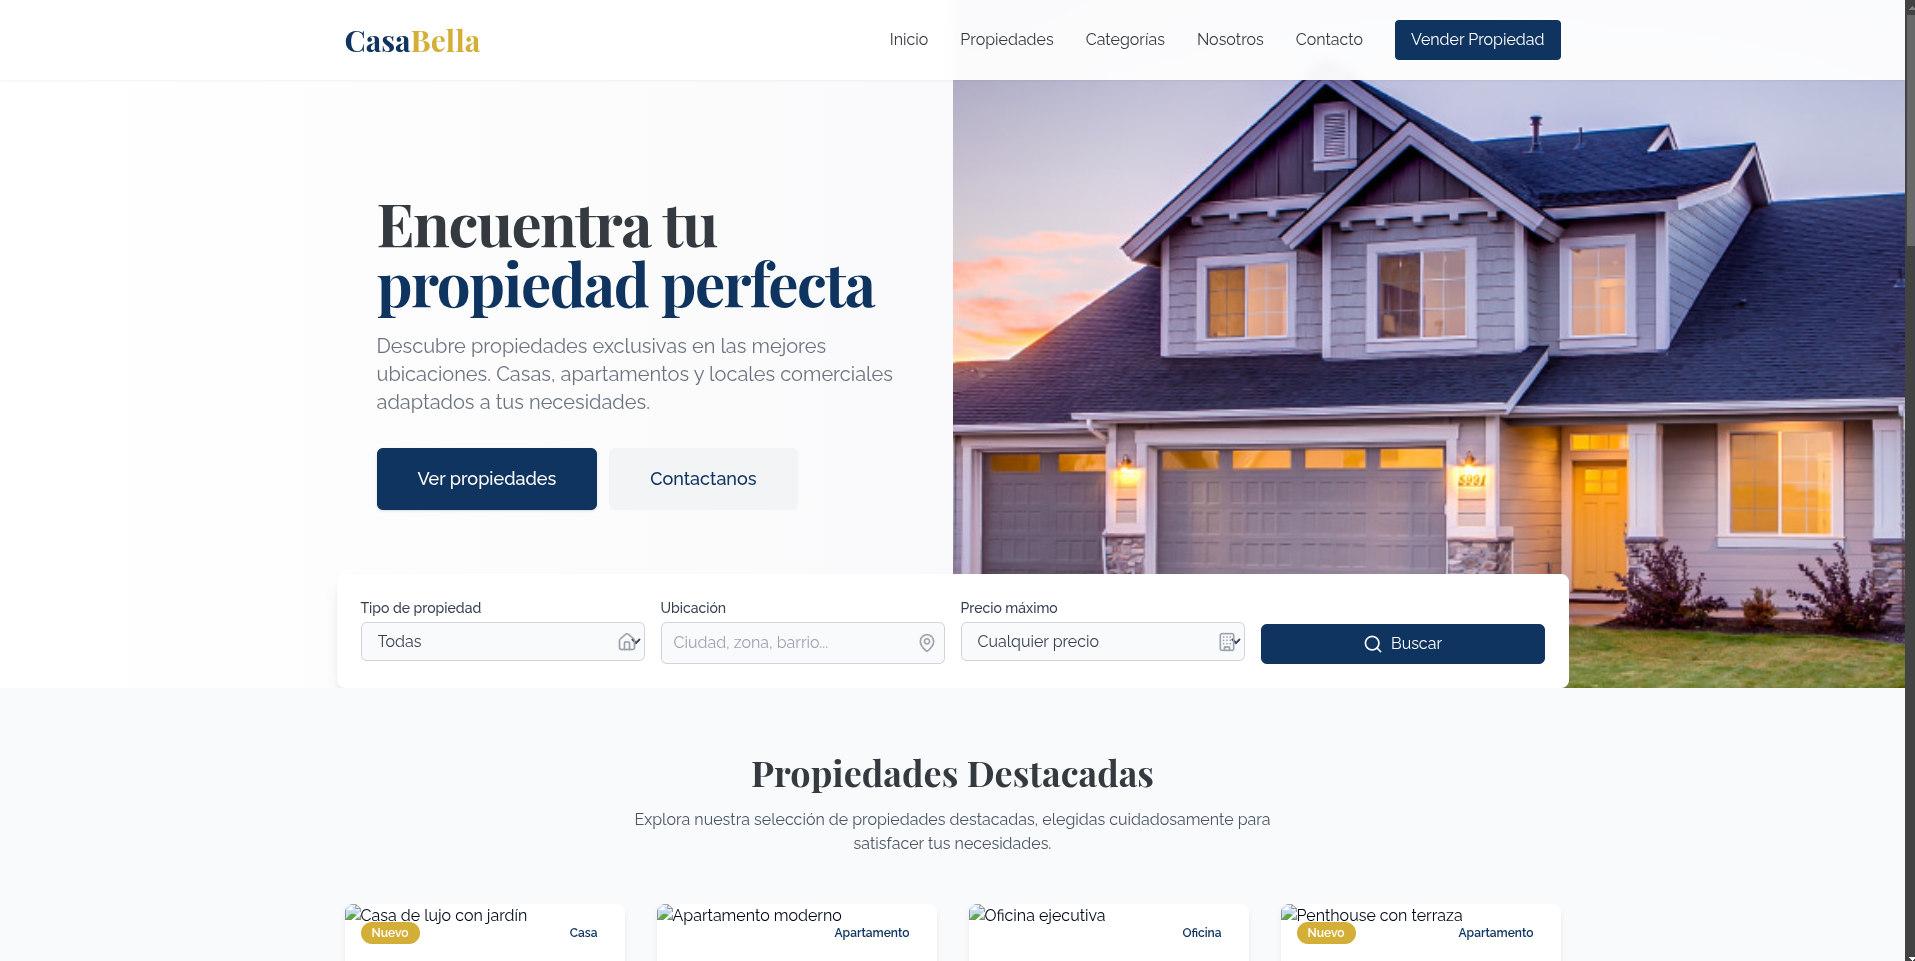 CasaBella
Inicio
Propiedades
Categorías
Nosotros
Contacto
Vender Propiedad
Encuentra tu
propiedad perfecta
Descubre propiedades exclusivas en las mejores
ubicaciones. Casas, apartamentos y locales comerciales
adaptados a tus necesidades.
Ver propiedades
Contactanos
5991
Tipo de propiedad
Todas
Ubicación
Ciudad, zona, barrio...
Precio máximo
Cualquier precio
Buscar
Propiedades Destacadas
Explora nuestra selección de propiedades destacadas, elegidas cuidadosamente para
satisfacer tus necesidades.
Casa de lujo con jardín
Nuevo
Casa
Apartamento moderno
Apartamento
Oficina ejecutiva
Oficina
Penthouse con terraza
Nuevo
Apartamento